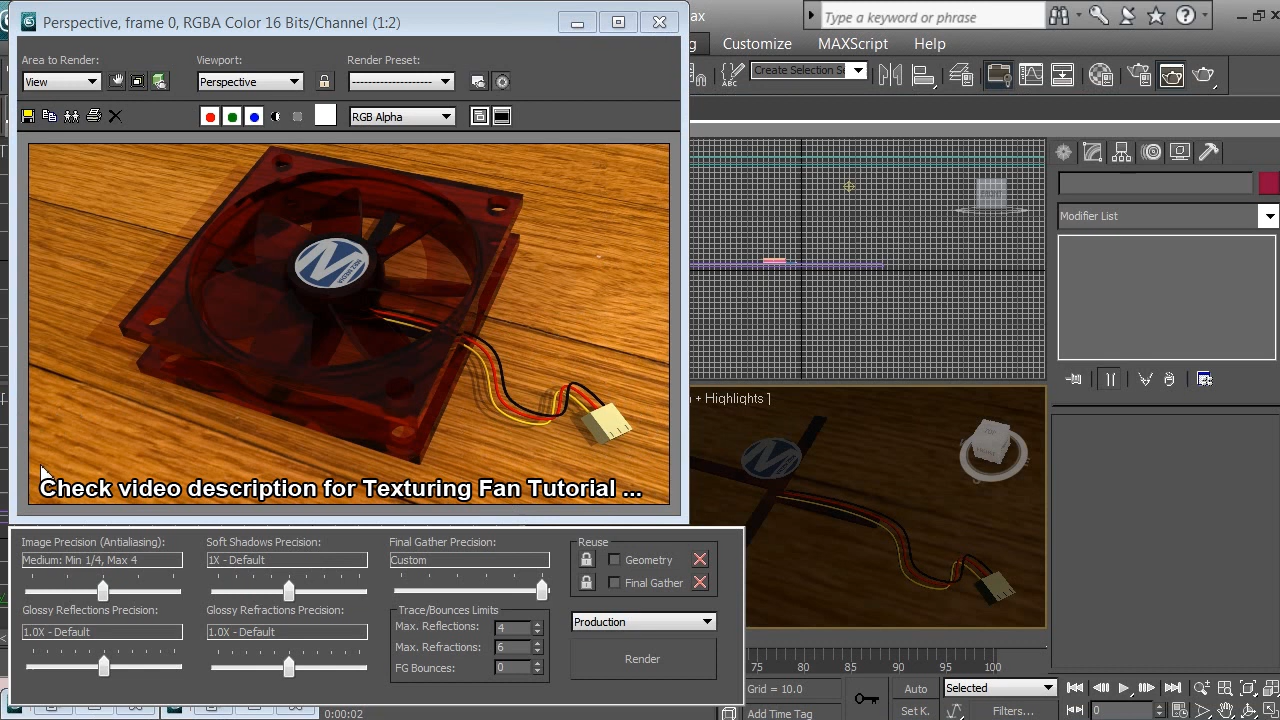 Perspective, frame 0, RGBA Color 16 Bits/Channel (1:2)
ax
Type a keyword or phrase
g
Customize
MAXScript
Help
Area to Render:
Viewport:
Render Preset:
View
Perspective
--------------------
ABC
Create Selection Se
RGB Alpha
Modifier List
Check video description for Texturing Fan Tutorial ...
+ Highlights ]
Image Precision (Antialiasing):
Soft Shadows Precision:
Final Gather Precision:
Reuse
Medium: Min 1/4, Max 4
1X - Default
Custom
Geometry
Final Gather
Glossy Reflections Precision:
Glossy Refractions Precision:
Trace/Bounces Limits
1.0X - Default
1.0X - Default
Max. Reflections:
4
Max. Refractions:
6
FG Bounces:
0
Production
Render
75
80
85
90
95
100
Grid = 10.0
Auto
Selected
Add Time Tag
Set K.
Filters...
0
0:00:02